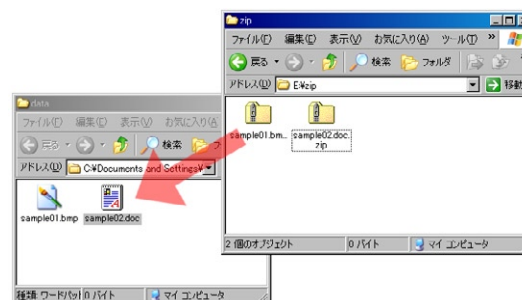 zip
ファイル(F) 編集(E) 表示(V) お気に入り(A) ツール(T) »
戻る 検索 フォルダ
アドレス(D) E:¥zip 移動
sample01.bm... sample02.doc.
zip
2 個のオブジェクト 0 バイト マイ コンピュータ
data
ファイル(F) 編集(E) 表示(V) お気に入り(A)
戻る 検索
アドレス(D) C:¥Documents and Settings¥
sample01.bmp sample02.doc
種類: ワードパッ 0 バイト マイ コンピュータ